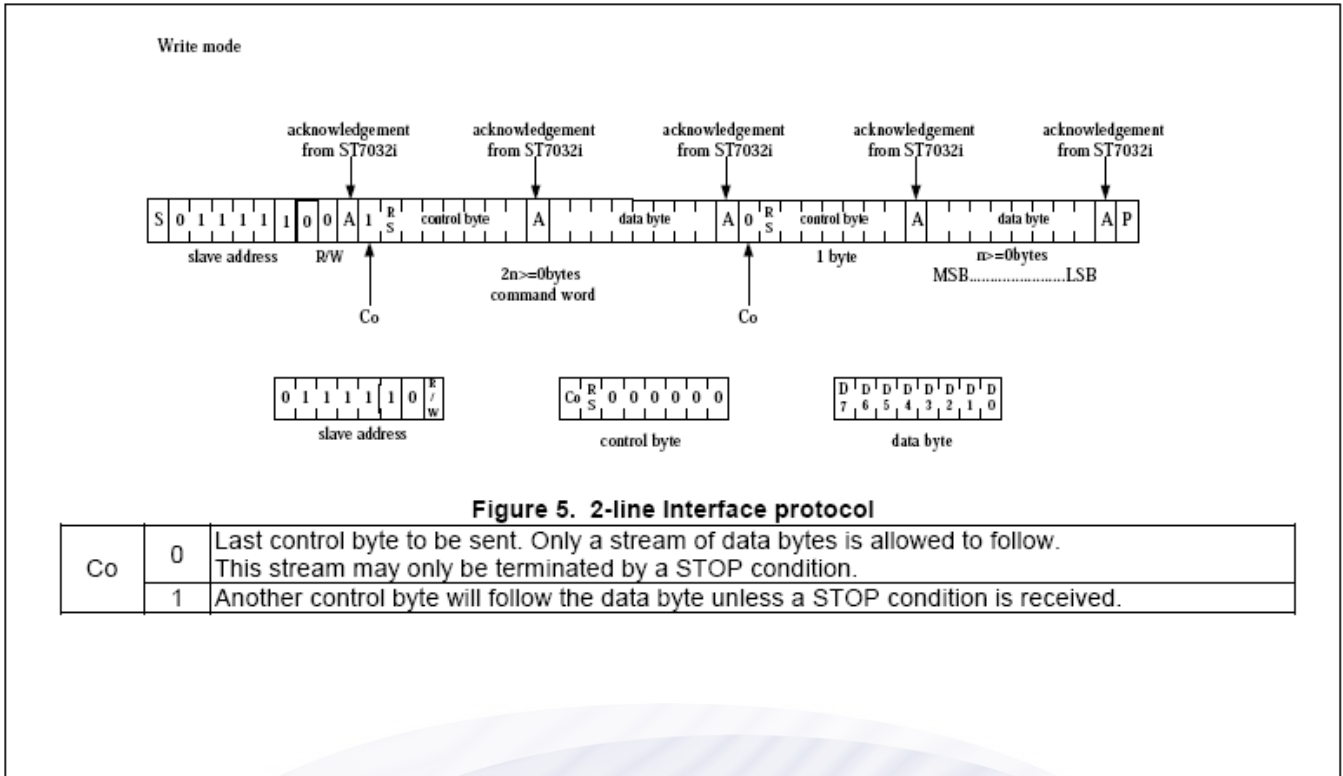 Write mode
acknowledgement acknowledgement acknowledgement acknowledgement acknowledgement
from ST7032i from ST7032i from ST7032i from ST7032i from ST7032i
S 0 1 1 1 1 1 0 0 A 1 RS control byte A data byte A 0 RS control byte A data byte A P
slave address R/W 1 byte n>=0bytes
2n>=0bytes MSB.......................LSB
command word
Co Co
0 1 1 1 1 1 0 R/W Co RS 0 0 0 0 0 0 D7 D6 D5 D4 D3 D2 D1 D0
slave address control byte data byte
Figure 5. 2-line Interface protocol
Co 0 Last control byte to be sent. Only a stream of data bytes is allowed to follow.
This stream may only be terminated by a STOP condition.
1 Another control byte will follow the data byte unless a STOP condition is received.